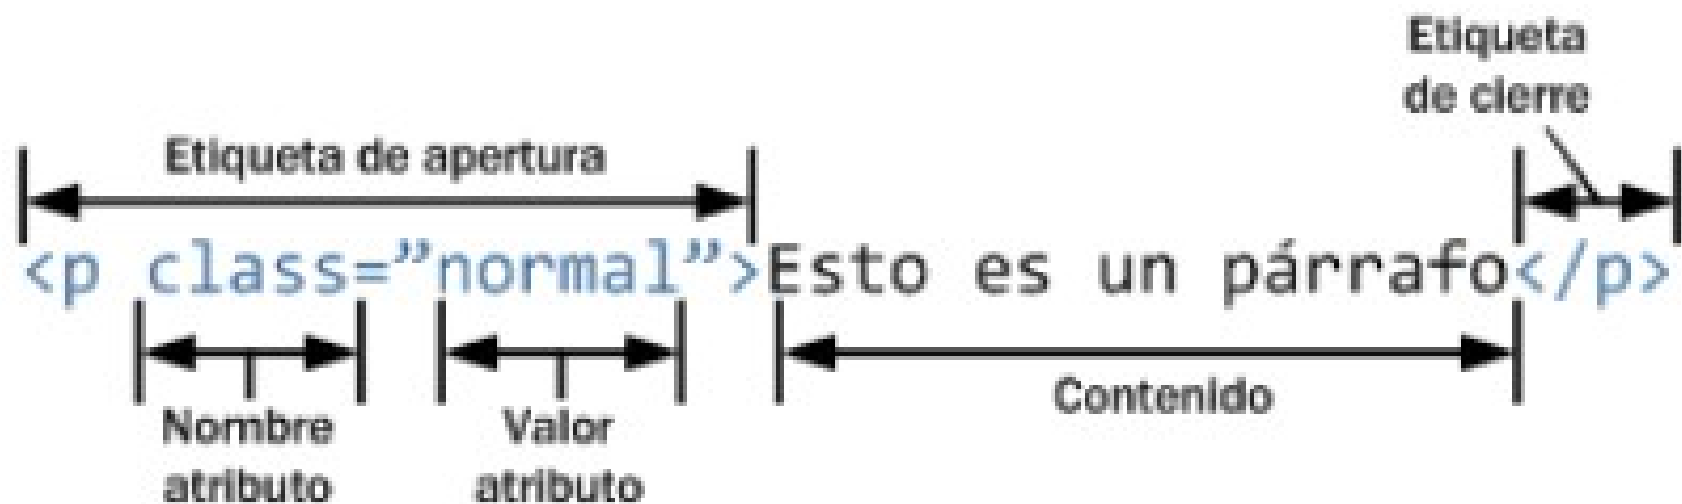 Etiqueta
de cierre
Etiqueta de apertura
<p class=”normal”>Esto es un párrafo</p>
Contenido
Nombre
atributo
Valor
atributo